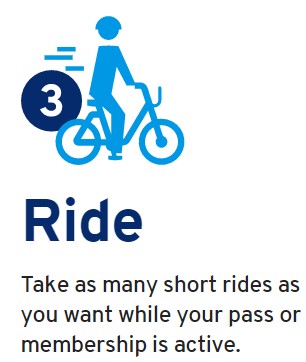 3
Ride
Take as many short rides as
you want while your pass or
membership is active.